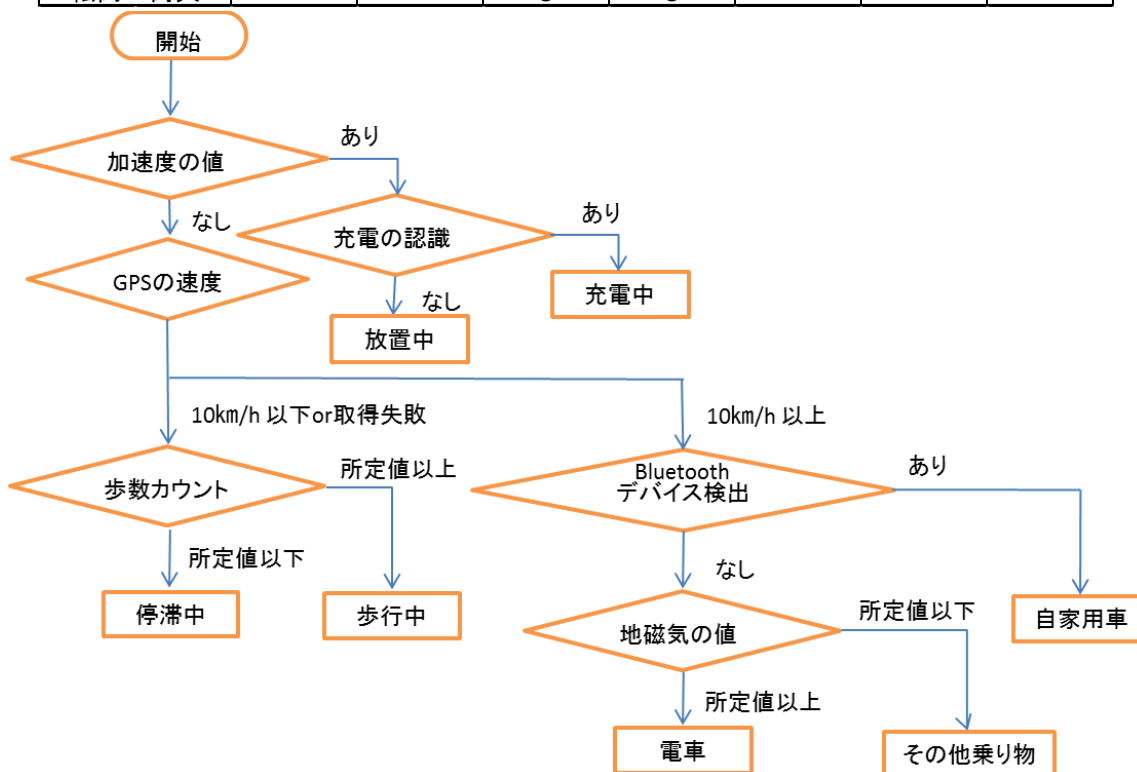 開始
あり
加速度の値
なし
あり
充電の認識
GPSの速度
充電中
なし
放置中
10km/h 以下or取得失敗
10km/h 以上
所定値以上
Bluetooth
デバイス検出
あり
歩数カウント
所定値以下
なし
停滞中
歩行中
所定値以下
自家用車
地磁気の値
所定値以上
電車
その他乗り物